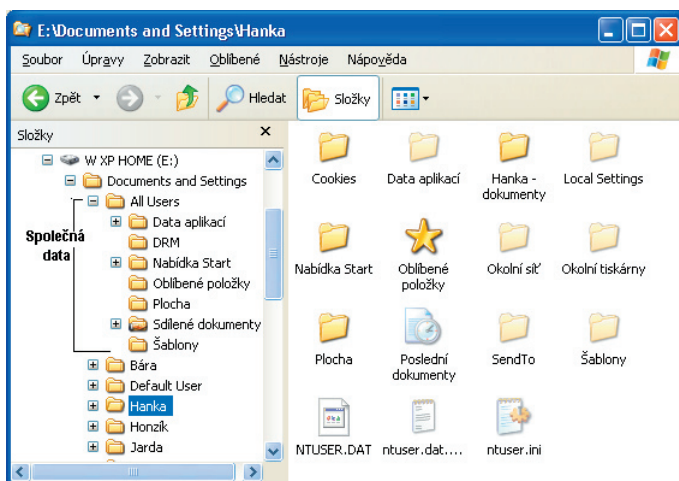 E:\Documents and Settings\Hanka
Soubor Úpravy Zobrazit Oblíbené Nástroje Nápověda
Zpět Hledat Složky
Složky
W XP HOME (E:)
Documents and Settings
All Users
Data aplikací
DRM
Nabídka Start
Oblíbené položky
Plocha
Sdílené dokumenty
Šablony
Bára
Default User
Hanka
Honzík
Jarda
Společná
data
Cookies Data aplikací Hanka - Local Settings
dokumenty
Nabídka Start Oblíbené Okolní síť Okolní tiskárny
položky
Plocha Poslední SendTo Šablony
dokumenty
NTUSER.DAT ntuser.dat.... ntuser.ini